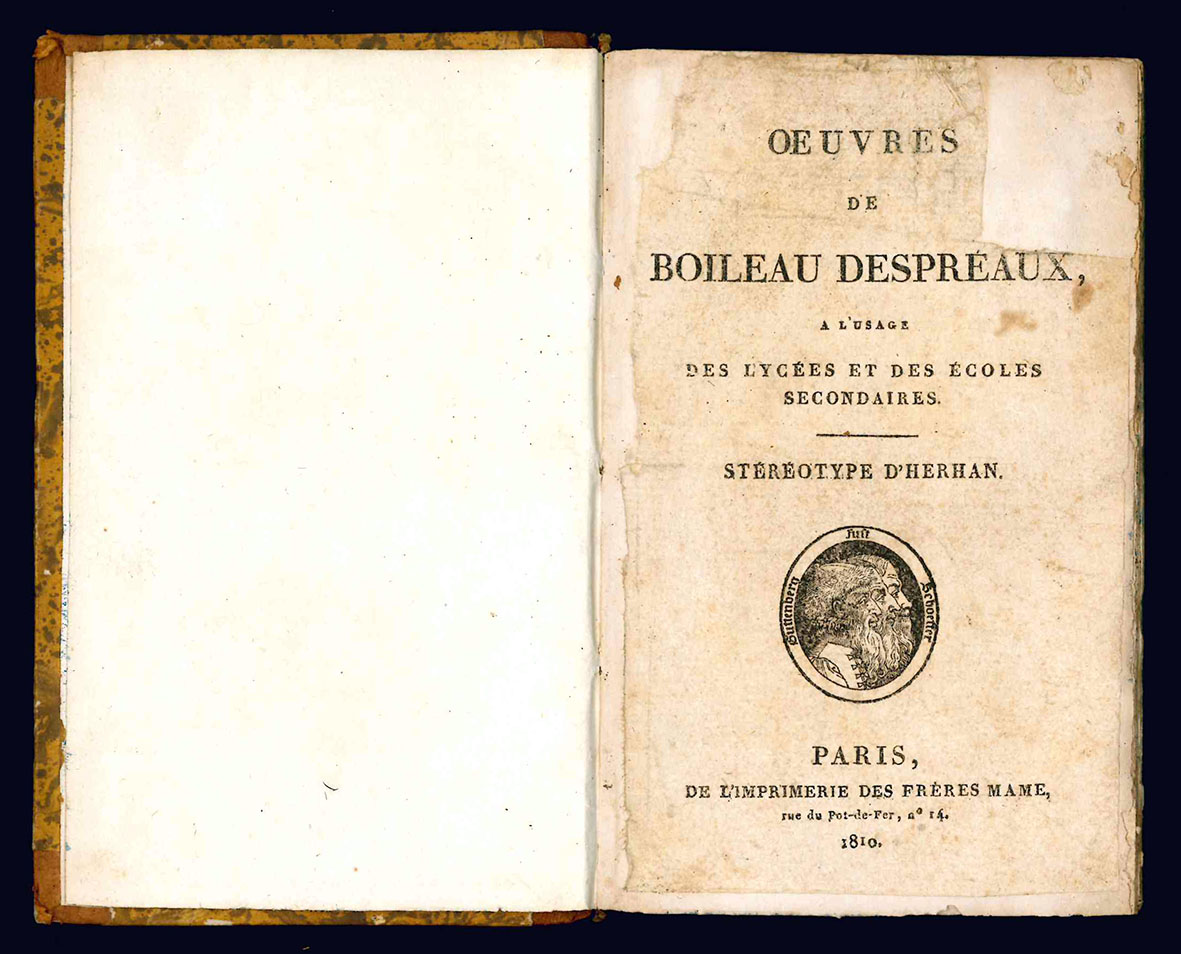 OEUVRES
DE
BOILEAU DESPRÉAUX,
A L'USAGE
DES LYCÉES ET DES ÉCOLES
SECONDAIRES.
STÉRÉOTYPE D'HERHAN.
Fust
Guttenberg
Schoeffer
PARIS,
DE L'IMPRIMERIE DES FRÈRES MAME,
rue du Pot-de-Fer, nº 14.
1810.